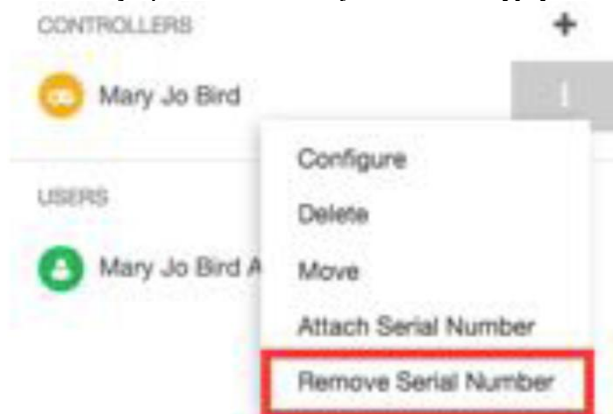 CONTROLLERS
Mary Jo Bird
Configure
USERS
Delete
Mary Jo Bird A
Move
Attach Serial Number
Remove Serial Number